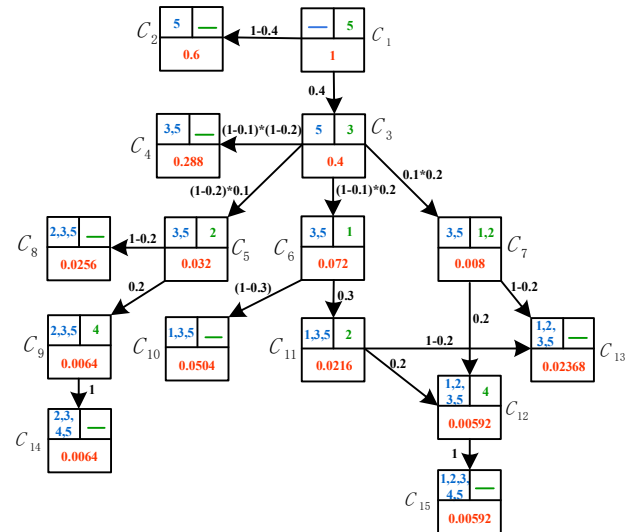 C2 5 — 0.6
1-0.4
— 5 C1 1
0.4
C4 3,5 — 0.288
(1-0.1)*(1-0.2)
5 3 C3 0.4
(1-0.2)*0.1
(1-0.1)*0.2
0.1*0.2
C8 2,3,5 — 0.0256
1-0.2
3,5 2 C5 0.032
C6 3,5 1 0.072
3,5 1,2 C7 0.008
0.2
(1-0.3)
0.3
0.2
1-0.2
C9 2,3,5 4 0.0064
C10 1,3,5 — 0.0504
C11 1,3,5 2 0.0216
1-0.2
0.2
1,2,
3,5 — C13 0.02368
1
1,2,
3,5 4 C12 0.00592
C14 2,3,
4,5 — 0.0064
1
C15 1,2,3,
4,5 — 0.00592